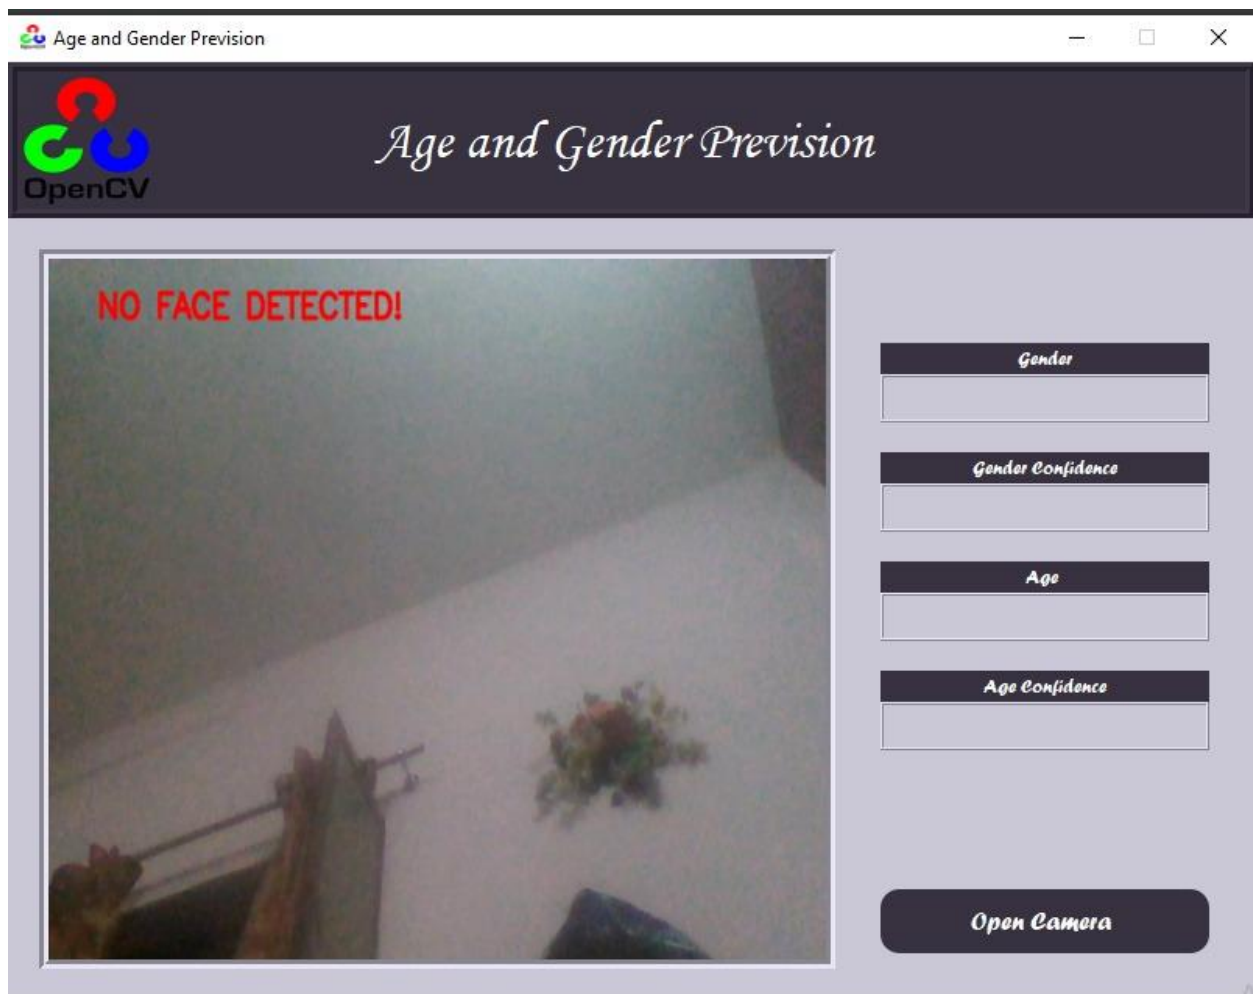 Age and Gender Prevision
OpenCV
Age and Gender Prevision
NO FACE DETECTED!
Gender
Gender Confidence
Age
Age Confidence
Open Camera